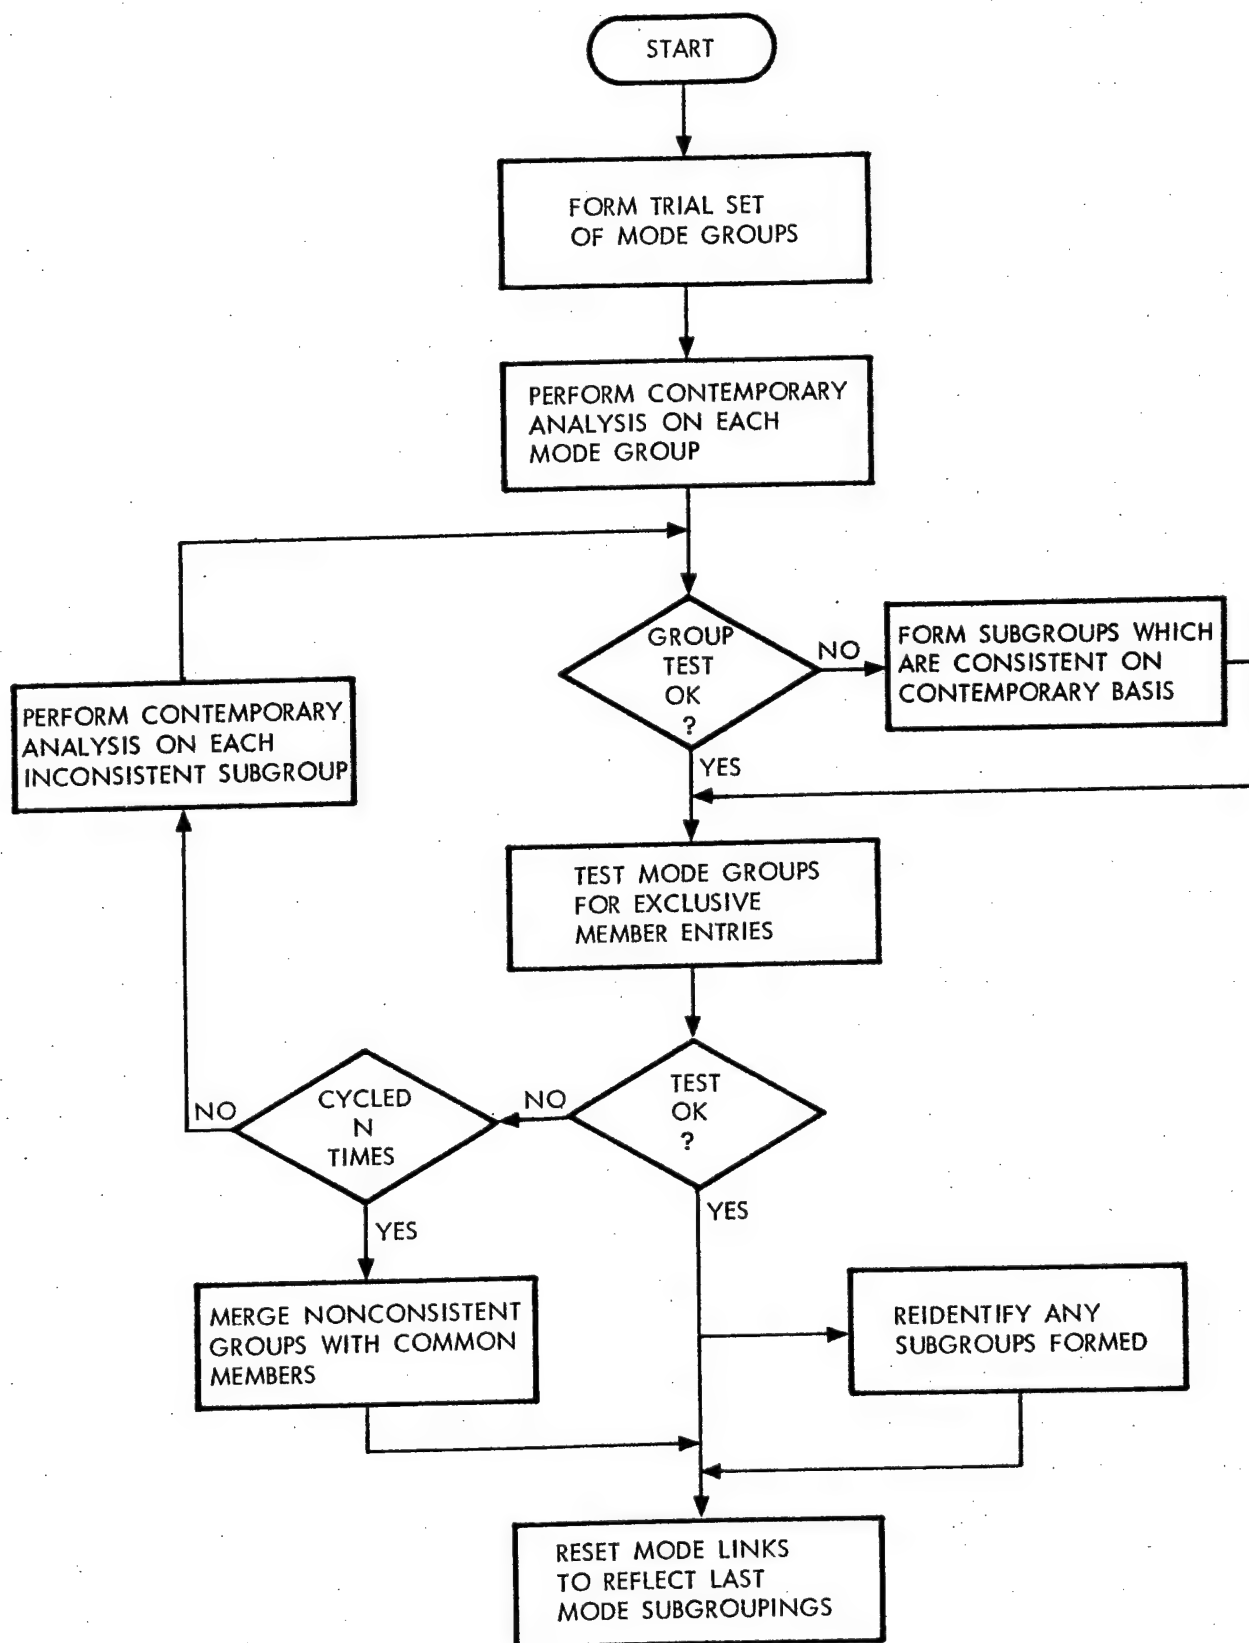 START
FORM TRIAL SET
OF MODE GROUPS
PERFORM CONTEMPORARY
ANALYSIS ON EACH
MODE GROUP
GROUP
TEST
OK
?
NO
FORM SUBGROUPS WHICH
ARE CONSISTENT ON
CONTEMPORARY BASIS
YES
PERFORM CONTEMPORARY
ANALYSIS ON EACH
INCONSISTENT SUBGROUP
TEST MODE GROUPS
FOR EXCLUSIVE
MEMBER ENTRIES
TEST
OK
?
NO
CYCLED
N
TIMES
NO
YES
YES
MERGE NONCONSISTENT
GROUPS WITH COMMON
MEMBERS
REIDENTIFY ANY
SUBGROUPS FORMED
RESET MODE LINKS
TO REFLECT LAST
MODE SUBGROUPINGS